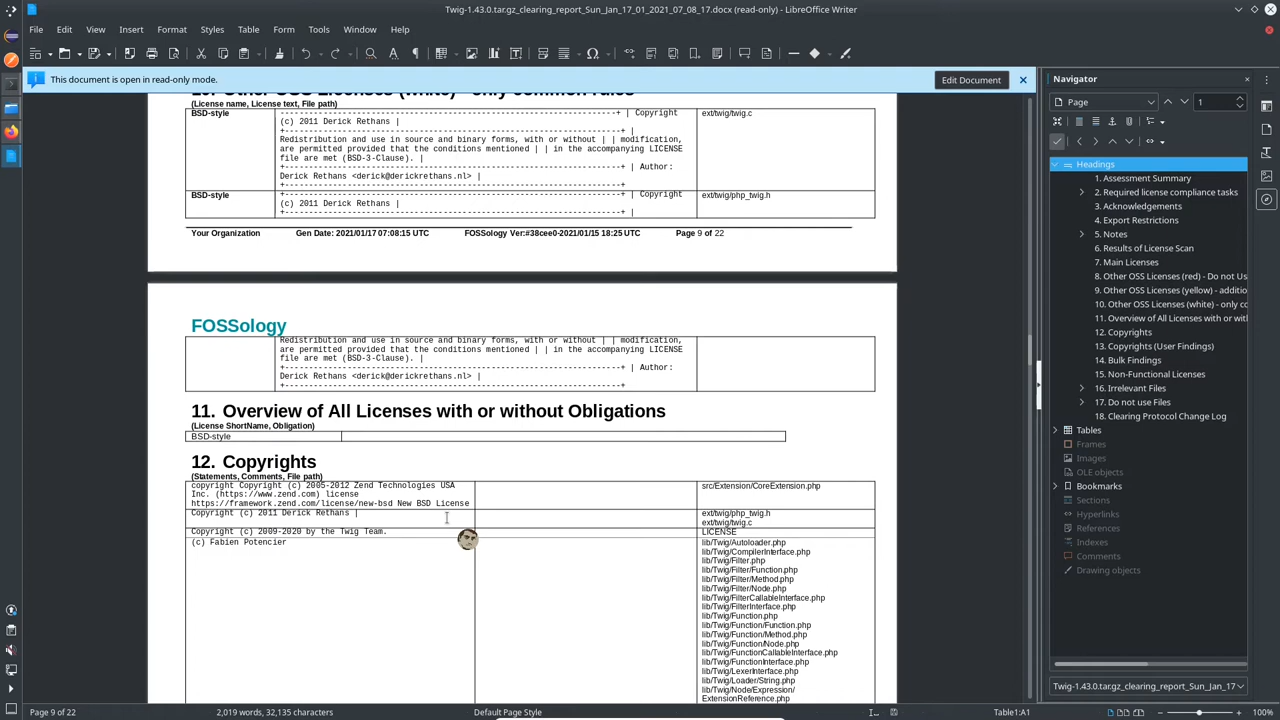 Twig-1.43.0.tar.gz_clearing_report_Sun_Jan_17_01_2021_07_08_17.docx (read-only) - LibreOffice Writer
File Edit View Insert Format Styles Table Form Tools Window Help
This document is open in read-only mode.
Edit Document
10. Other OSS Licenses (white) - only common rules
(License name, License text, File path)
BSD-style
+----------------------------------------------------------------------+ | Copyright
(c) 2011 Derick Rethans |
+----------------------------------------------------------------------+ |
Redistribution and use in source and binary forms, with or without | | modification,
are permitted provided that the conditions mentioned | | in the accompanying LICENSE
file are met (BSD-3-Clause). |
+----------------------------------------------------------------------+ | Author:
Derick Rethans <derick@derickrethans.nl> |
+----------------------------------------------------------------------+
ext/twig/twig.c
BSD-style
+----------------------------------------------------------------------+ | Copyright
(c) 2011 Derick Rethans |
+----------------------------------------------------------------------+ |
ext/twig/php_twig.h
Your Organization Gen Date: 2021/01/17 07:08:15 UTC FOSSology Ver:#38cee0-2021/01/15 18:25 UTC Page 9 of 22
FOSSology
Redistribution and use in source and binary forms, with or without | | modification,
are permitted provided that the conditions mentioned | | in the accompanying LICENSE
file are met (BSD-3-Clause). |
+----------------------------------------------------------------------+ | Author:
Derick Rethans <derick@derickrethans.nl> |
+----------------------------------------------------------------------+
11. Overview of All Licenses with or without Obligations
(License ShortName, Obligation)
BSD-style
12. Copyrights
(Statements, Comments, File path)
copyright Copyright (c) 2005-2012 Zend Technologies USA
Inc. (https://www.zend.com) license
https://framework.zend.com/license/new-bsd New BSD License
src/Extension/CoreExtension.php
Copyright (c) 2011 Derick Rethans |
ext/twig/php_twig.h
ext/twig/twig.c
Copyright (c) 2009-2020 by the Twig Team.
LICENSE
(c) Fabien Potencier
lib/Twig/Autoloader.php
lib/Twig/CompilerInterface.php
lib/Twig/Filter.php
lib/Twig/Filter/Function.php
lib/Twig/Filter/Method.php
lib/Twig/Filter/Node.php
lib/Twig/FilterCallableInterface.php
lib/Twig/FilterInterface.php
lib/Twig/Function.php
lib/Twig/Function/Function.php
lib/Twig/Function/Method.php
lib/Twig/Function/Node.php
lib/Twig/FunctionCallableInterface.php
lib/Twig/FunctionInterface.php
lib/Twig/LexerInterface.php
lib/Twig/Loader/String.php
lib/Twig/Node/Expression/
ExtensionReference.php
Navigator
Page
1
Headings
1. Assessment Summary
2. Required license compliance tasks
3. Acknowledgements
4. Export Restrictions
5. Notes
6. Results of License Scan
7. Main Licenses
8. Other OSS Licenses (red) - Do not Us
9. Other OSS Licenses (yellow) - additio
10. Other OSS Licenses (white) - only co
11. Overview of All Licenses with or wit
12. Copyrights
13. Copyrights (User Findings)
14. Bulk Findings
15. Non-Functional Licenses
16. Irrelevant Files
17. Do not use Files
18. Clearing Protocol Change Log
Tables
Frames
Images
OLE objects
Bookmarks
Sections
Hyperlinks
References
Indexes
Comments
Drawing objects
Twig-1.43.0.tar.gz_clearing_report_Sun_Jan_17
Page 9 of 22
2,019 words, 32,135 characters
Default Page Style
Table1:A1
100%